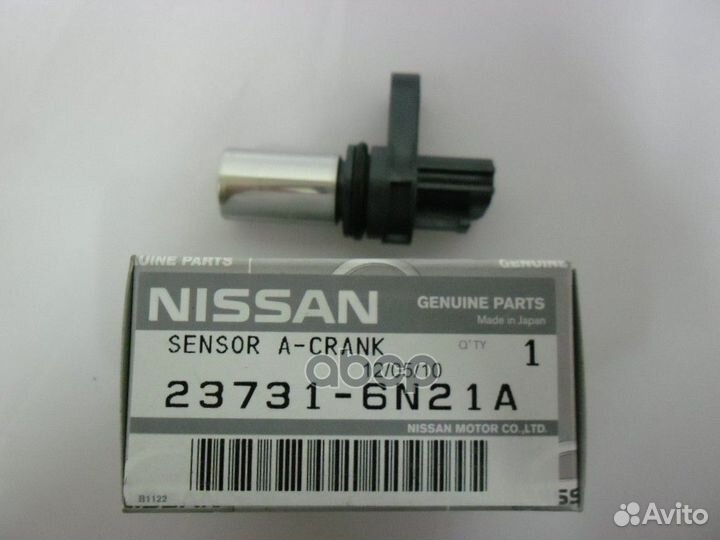 UINE PARTS
GENUINE
NISSAN
GENUINE PARTS
Made in Japan
SENSOR A-CRANK
Q'TY 1
12/05/10
23731-6N21A
NISSAN MOTOR CO.,LTD.
B1122
Avito